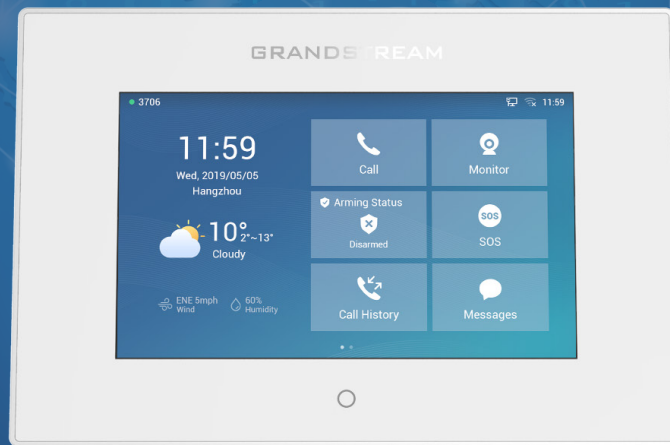 GRANDSTREAM
3706
11:59
11:59
Wed, 2019/05/05
Hangzhou
10°
2°~13°
Cloudy
ENE 5mph
Wind
60%
Humidity
Call
Monitor
Arming Status
Disarmed
SOS
SOS
Call History
Messages